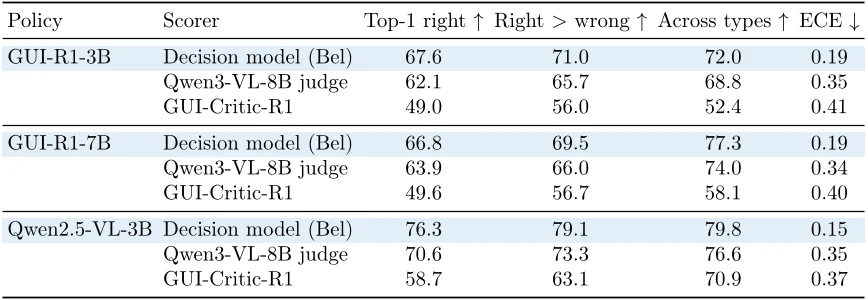 Policy Scorer Top-1 right ↑ Right > wrong ↑ Across types ↑ ECE ↓
GUI-R1-3B Decision model (Bel) 67.6 71.0 72.0 0.19
Qwen3-VL-8B judge 62.1 65.7 68.8 0.35
GUI-Critic-R1 49.0 56.0 52.4 0.41
GUI-R1-7B Decision model (Bel) 66.8 69.5 77.3 0.19
Qwen3-VL-8B judge 63.9 66.0 74.0 0.34
GUI-Critic-R1 49.6 56.7 58.1 0.40
Qwen2.5-VL-3B Decision model (Bel) 76.3 79.1 79.8 0.15
Qwen3-VL-8B judge 70.6 73.3 76.6 0.35
GUI-Critic-R1 58.7 63.1 70.9 0.37